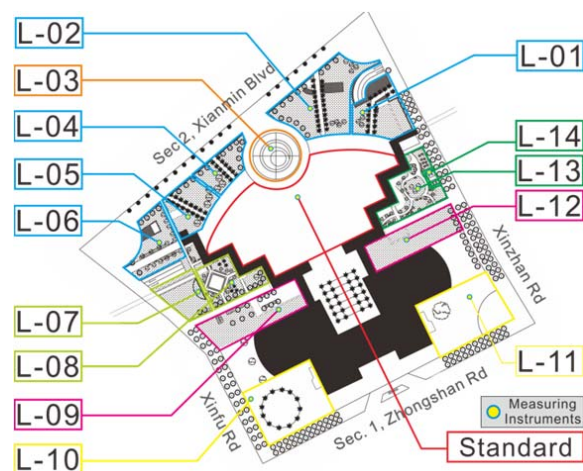 L-02
L-03
L-04
L-05
L-06
L-07
L-08
L-09
L-10
Sec 2, Xianmin Blvd
L-01
L-14
L-13
L-12
Xinzhan Rd
L-11
Xinfu Rd
Sec. 1, Zhongshan Rd
Measuring
Instruments
Standard